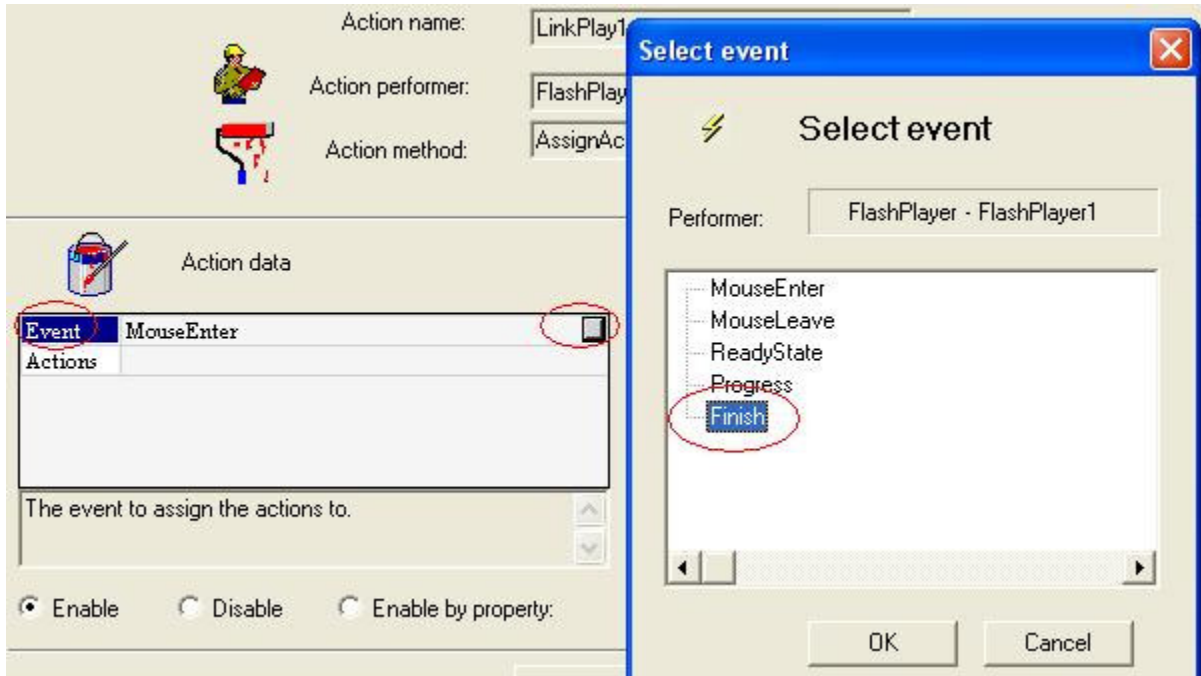 Action name:
LinkPlay1
Action performer:
FlashPlay
Action method:
AssignAc
Action data
Event MouseEnter
Actions
The event to assign the actions to.
Enable Disable Enable by property:
Select event
Select event
Performer:
FlashPlayer - FlashPlayer1
MouseEnter
MouseLeave
ReadyState
Progress
Finish
OK Cancel